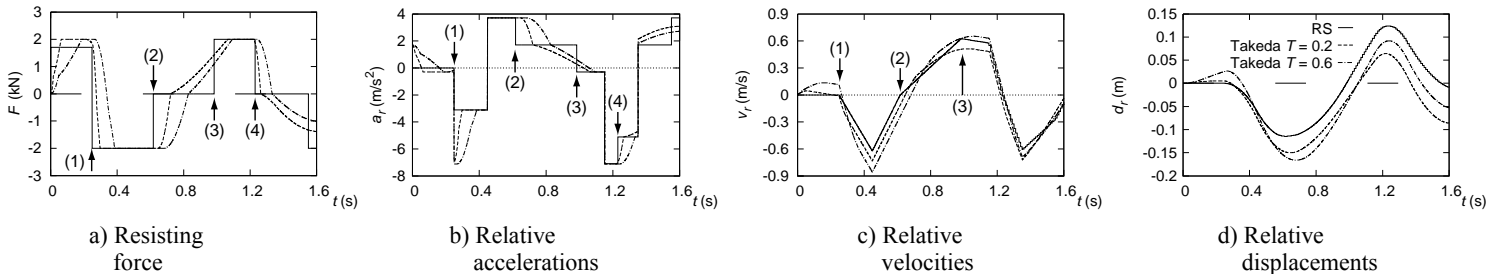 3
2
1
0
-1
-2
-3
F (kN)
(1)
(2)
(3)
(4)
0 0.4 0.8 1.2 1.6
t (s)
a) Resisting
force
4
2
0
-2
-4
-6
-8
a_r (m/s²)
(1)
(2)
(3)
(4)
0 0.4 0.8 1.2 1.6
t (s)
b) Relative
accelerations
0.9
0.6
0.3
0
-0.3
-0.6
-0.9
v_r (m/s)
(1)
(2)
(3)
0 0.4 0.8 1.2 1.6
t (s)
c) Relative
velocities
0.15
0.1
0.05
0
-0.05
-0.1
-0.15
-0.2
d_r (m)
RS
Takeda T = 0.2
Takeda T = 0.6
0 0.4 0.8 1.2 1.6
t (s)
d) Relative
displacements